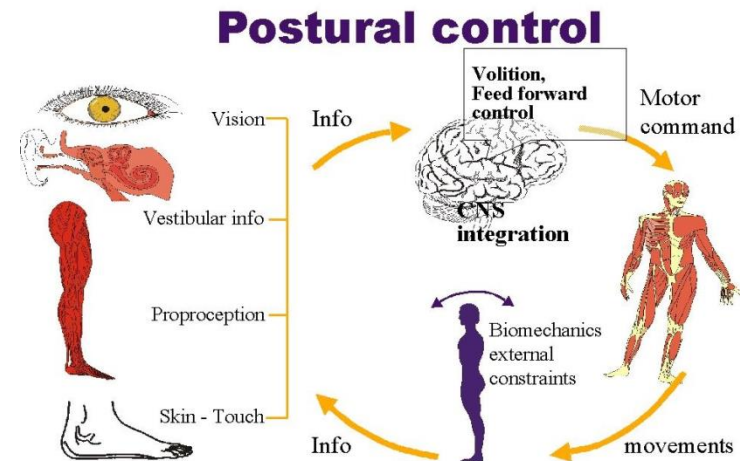 Postural control
Vision
Vestibular info
Proproception
Skin - Touch
Info
Volition,
Feed forward
control
CNS
integration
Motor
command
Biomechanics
external
constraints
movements
Info